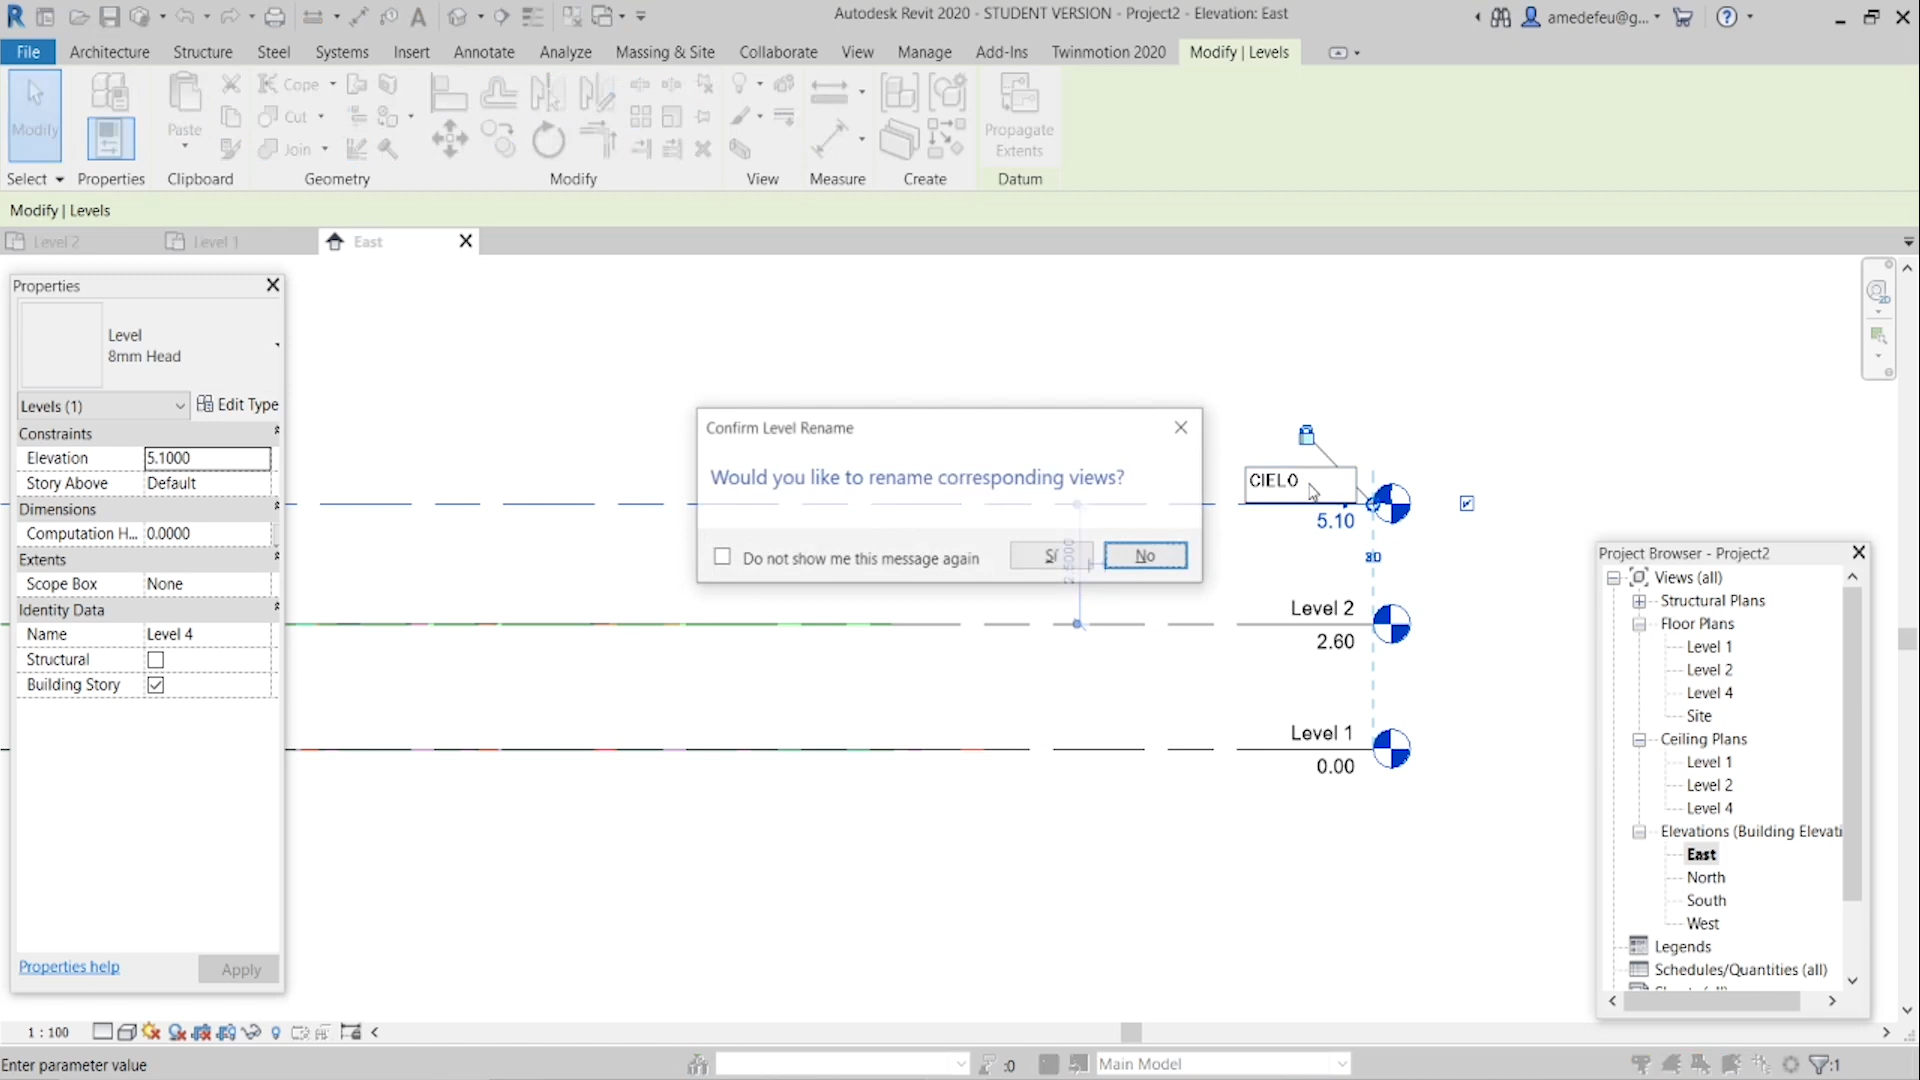 Autodesk Revit 2020 - STUDENT VERSION - Project2 - Elevation: East
amedefeu@g...
File Architecture Structure Steel Systems Insert Annotate Analyze Massing & Site Collaborate View Manage Add-Ins Twinmotion 2020 Modify | Levels
Modify
Paste
Cope
Cut
Join
Propagate
Extents
Select Properties Clipboard Geometry Modify View Measure Create Datum
Modify | Levels
Level 2 Level 1 East
Properties
Level
8mm Head
Levels (1) Edit Type
Constraints
Elevation 5.1000
Story Above Default
Dimensions
Computation H... 0.0000
Extents
Scope Box None
Identity Data
Name Level 4
Structural
Building Story
Properties help Apply
Confirm Level Rename
Would you like to rename corresponding views?
Do not show me this message again Sí No
2.5000
CIELO
5.10
3D
Level 2
2.60
Level 1
0.00
Project Browser - Project2
Views (all)
Structural Plans
Floor Plans
Level 1
Level 2
Level 4
Site
Ceiling Plans
Level 1
Level 2
Level 4
Elevations (Building Elevati
East
North
South
West
Legends
Schedules/Quantities (all)
1 : 100
Enter parameter value :0 Main Model :1